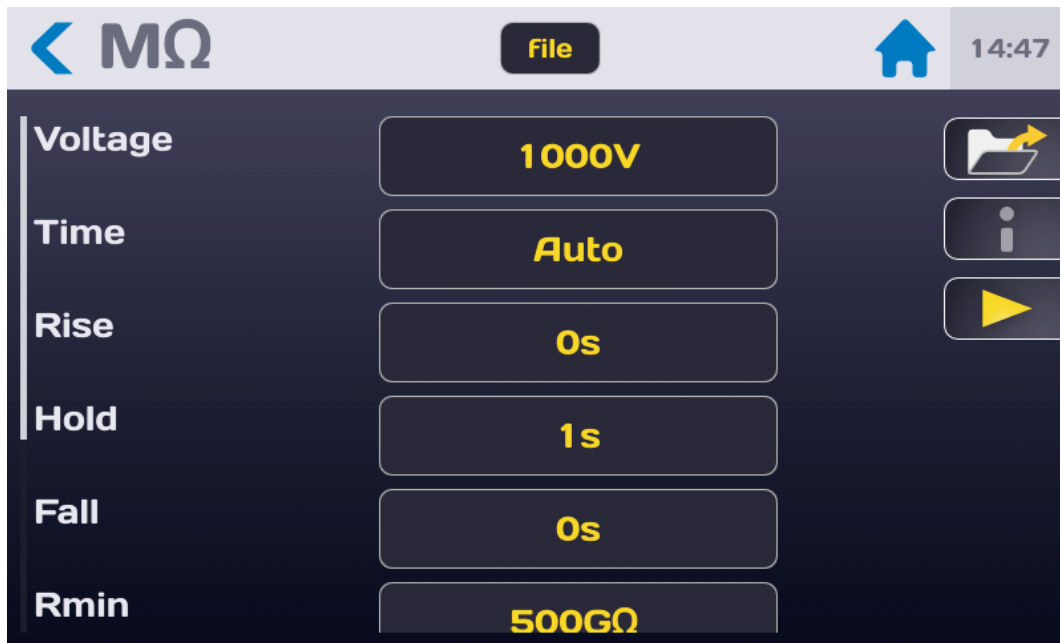 MΩ
File
14:47
Voltage
1000V
Time
Auto
Rise
0s
Hold
1s
Fall
0s
Rmin
500GΩ